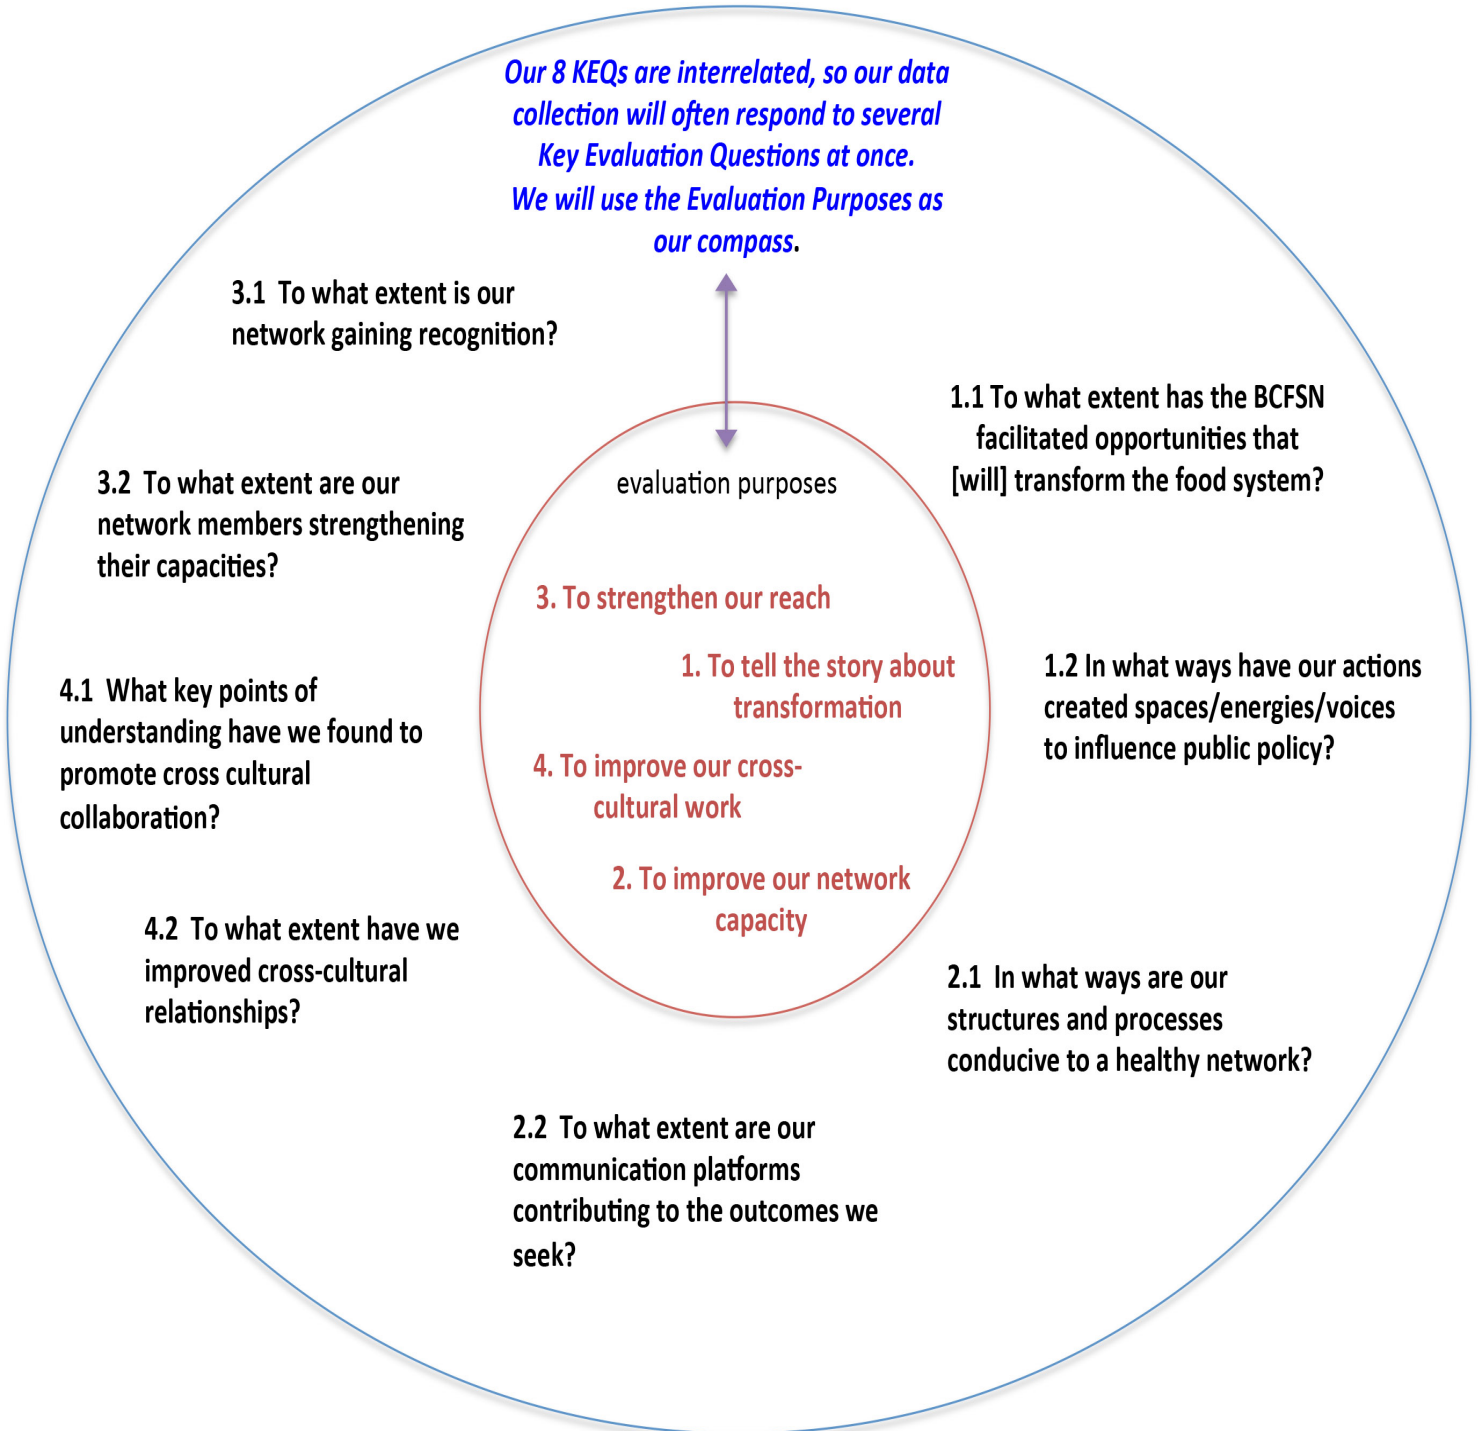 Our 8 KEQs are interrelated, so our data
collection will often respond to several
Key Evaluation Questions at once.
We will use the Evaluation Purposes as
our compass.
3.1 To what extent is our
network gaining recognition?
1.1 To what extent has the BCFSN
facilitated opportunities that
[will] transform the food system?
3.2 To what extent are our
network members strengthening
their capacities?
evaluation purposes
3. To strengthen our reach
1. To tell the story about
transformation
4. To improve our cross-
cultural work
2. To improve our network
capacity
1.2 In what ways have our actions
created spaces/energies/voices
to influence public policy?
4.1 What key points of
understanding have we found to
promote cross cultural
collaboration?
4.2 To what extent have we
improved cross-cultural
relationships?
2.1 In what ways are our
structures and processes
conducive to a healthy network?
2.2 To what extent are our
communication platforms
contributing to the outcomes we
seek?